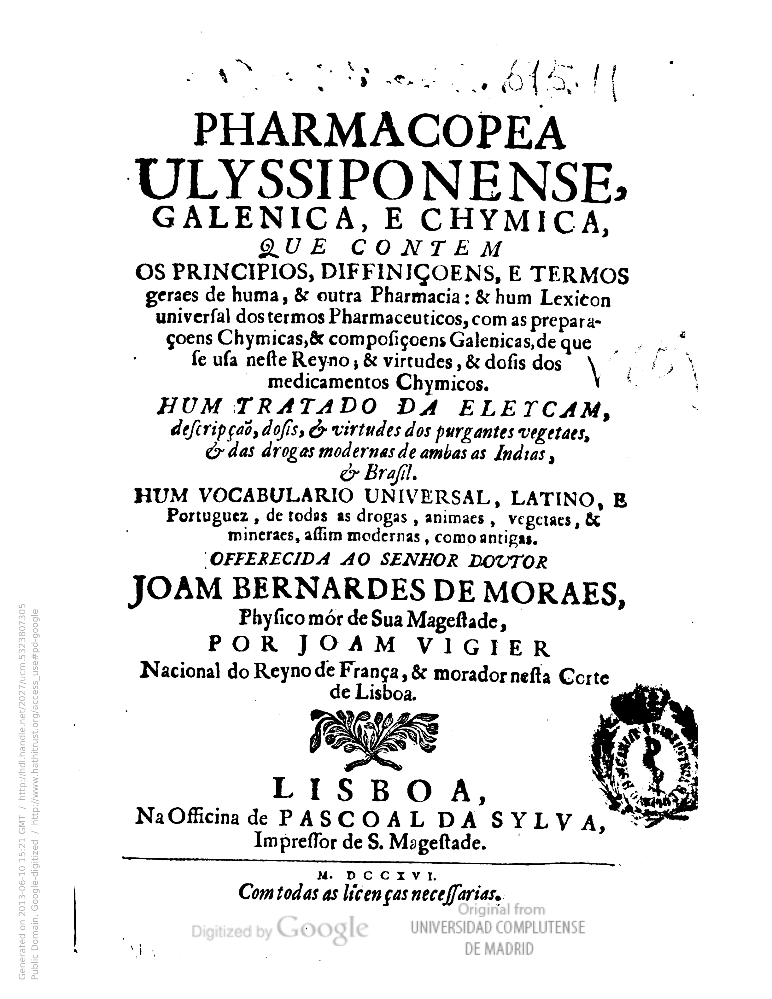 615.11
PHARMACOPEA
ULYSSIPONENSE,
GALENICA, E CHYMICA,
QUE CONTEM
OS PRINCIPIOS, DIFFINIÇOENS, E TERMOS
geraes de huma, & outra Pharmacia: & hum Lexicon
univerſal dos termos Pharmaceuticos, com as prepara-
çoens Chymicas, & compoſiçoens Galenicas, de que
ſe uſa neſte Reyno; & virtudes, & doſis dos
medicamentos Chymicos.
HUM TRATADO DA ELEYCAM,
deſcripçaõ, doſis, & virtudes dos purgantes vegetaes,
& das drogas modernas de ambas as Indias,
& Braſil.
HUM VOCABULARIO UNIVERSAL, LATINO, E
Portuguez, de todas as drogas, animaes, vegetaes, &
mineraes, aſſim modernas, como antigas.
OFFERECIDA AO SENHOR DOUTOR
JOAM BERNARDES DE MORAES,
Phyſico mór de Sua Mageſtade,
POR JOAM VIGIER
Nacional do Reyno de França, & morador neſta Corte
de Lisboa.
LISBOA,
Na Officina de PASCOAL DA SYLVA,
Impreſſor de S. Mageſtade.
M. DCCXVI.
Com todas as licenças neceſſarias.
Digitized by Google
Original from
UNIVERSIDAD COMPLUTENSE
DE MADRID
Generated on 2013-06-10 15:21 GMT / http://hdl.handle.net/2027/ucm.5323807305
Public Domain, Google-digitized / http://www.hathitrust.org/access_use#pd-google